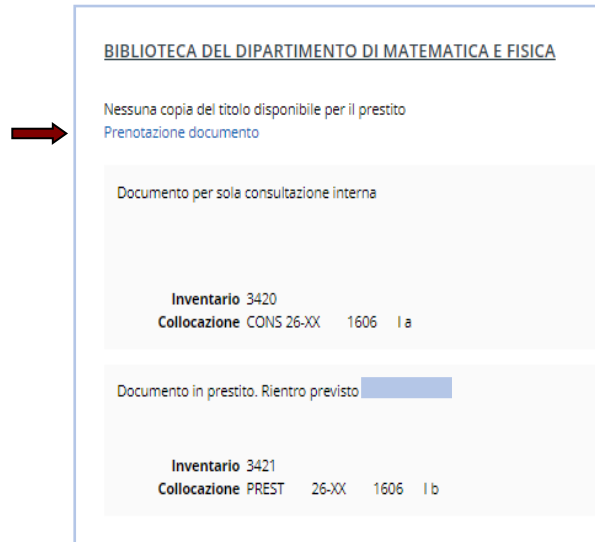 BIBLIOTECA DEL DIPARTIMENTO DI MATEMATICA E FISICA
Nessuna copia del titolo disponibile per il prestito
Prenotazione documento
Documento per sola consultazione interna
Inventario 3420
Collocazione CONS 26-XX 1606 I a
Documento in prestito. Rientro previsto
Inventario 3421
Collocazione PREST 26-XX 1606 I b